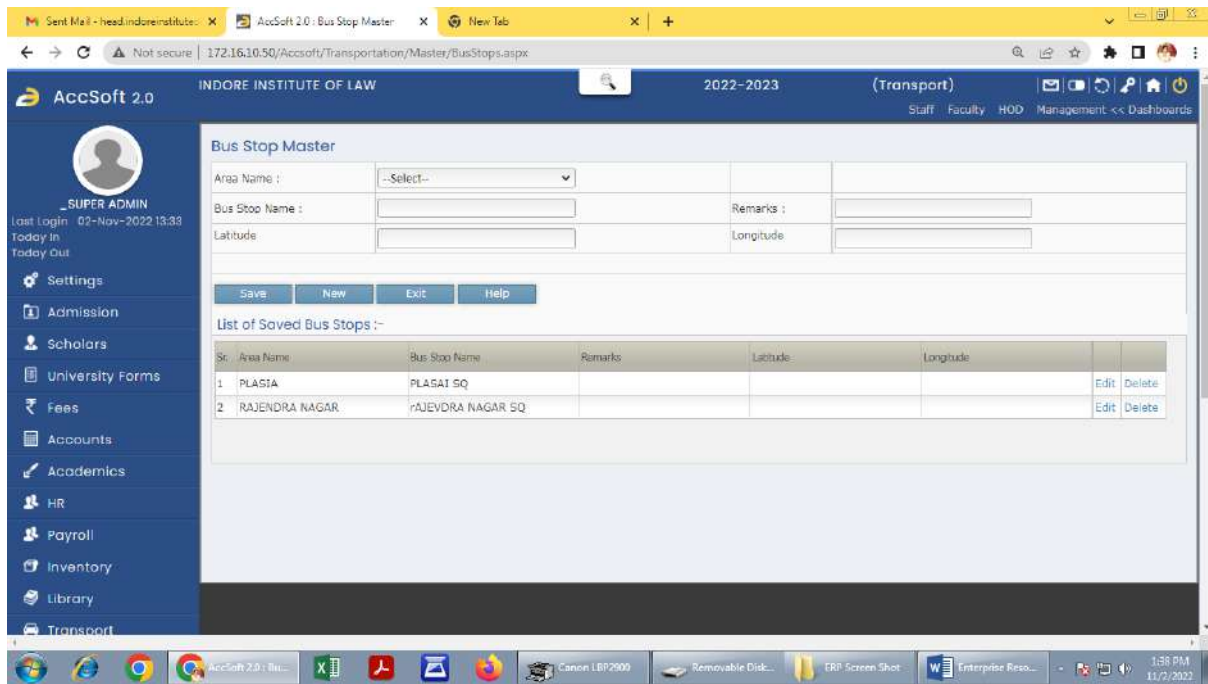 Sent Mail - head.indoreinstitute
AccSoft 2.0 : Bus Stop Master
New Tab
Not secure | 172.16.10.50/Accsoft/Transportation/Master/BusStops.aspx
AccSoft 2.0
INDORE INSTITUTE OF LAW
2022-2023
(Transport)
Staff Faculty HOD Management << Dashboards
_SUPER ADMIN
Last Login 02-Nov-2022 13:33
Today In
Today Out
Settings
Admission
Scholars
University Forms
Fees
Accounts
Academics
HR
Payroll
Inventory
Library
Transport
Bus Stop Master
Area Name : --Select--
Bus Stop Name : Remarks :
Latitude Longitude
Save New Exit Help
List of Saved Bus Stops :-
Sr. Area Name Bus Stop Name Remarks Latitude Longitude
1 PLASIA PLASAI SQ Edit Delete
2 RAJENDRA NAGAR rAJEVDRA NAGAR SQ Edit Delete
AccSoft 2.0 : Bu... Canon LBP2900 Removable Disk... ERP Screen Shot Enterprise Reso... 1:38 PM
11/2/2022